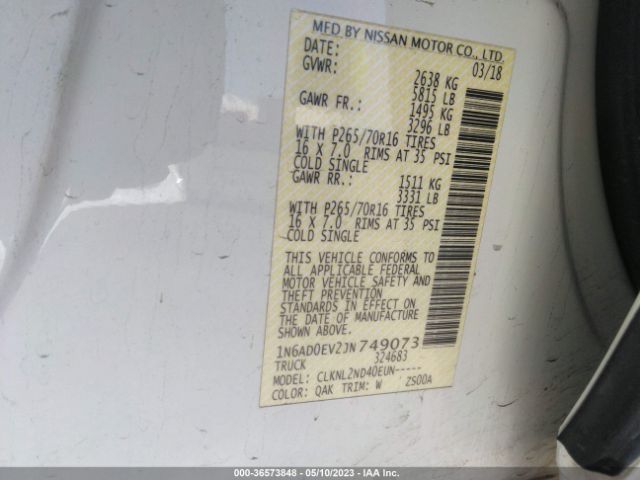 MFD BY NISSAN MOTOR CO., LTD.
DATE: 03/18
GVWR: 2638 KG
5815 LB
GAWR FR.: 1495 KG
3296 LB
WITH P265/70R16 TIRES
16 X 7.0 RIMS AT 35 PSI
COLD SINGLE
GAWR RR.: 1511 KG
3331 LB
WITH P265/70R16 TIRES
16 X 7.0 RIMS AT 35 PSI
COLD SINGLE
THIS VEHICLE CONFORMS TO
ALL APPLICABLE FEDERAL
MOTOR VEHICLE SAFETY AND
THEFT PREVENTION
STANDARDS IN EFFECT ON
THE DATE OF MANUFACTURE
SHOWN ABOVE.
1N6AD0EV2JN749073
TRUCK 324683
MODEL: CLKNL2ND40EUN-----
COLOR: QAK TRIM: W ZS00A
000-36573848 - 05/10/2023 - IAA Inc.